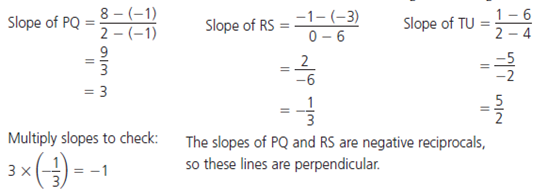 Slope of PQ = 8 – (–1) / 2 – (–1)
= 9/3
= 3
Slope of RS = –1– (–3) / 0 – 6
= 2/–6
= –1/3
Slope of TU = 1 – 6 / 2 – 4
= –5/–2
= 5/2
Multiply slopes to check:
3 × (–1/3) = –1
The slopes of PQ and RS are negative reciprocals,
so these lines are perpendicular.